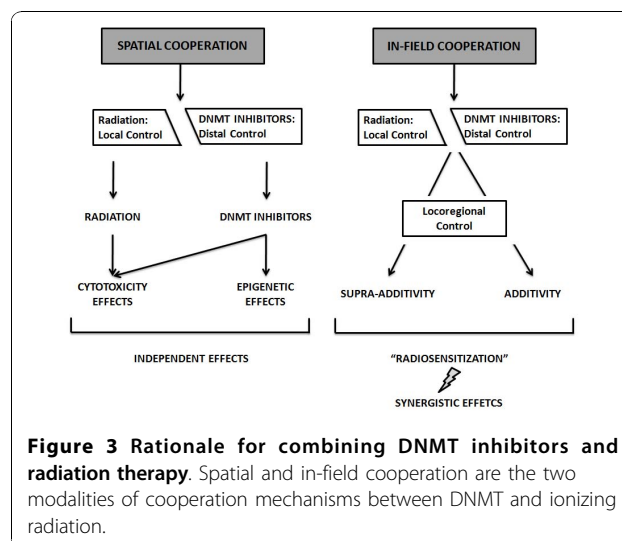 SPATIAL COOPERATION
Radiation:
Local Control
DNMT INHIBITORS:
Distal Control
RADIATION
DNMT INHIBITORS
CYTOTOXICITY
EFFECTS
EPIGENETIC
EFFECTS
INDEPENDENT EFFECTS
IN-FIELD COOPERATION
Radiation:
Local Control
DNMT INHIBITORS:
Distal Control
Locoregional
Control
SUPRA-ADDITIVITY
ADDITIVITY
“RADIOSENSITIZATION”
SYNERGISTIC EFFETCS
Figure 3 Rationale for combining DNMT inhibitors and
radiation therapy. Spatial and in-field cooperation are the two
modalities of cooperation mechanisms between DNMT and ionizing
radiation.